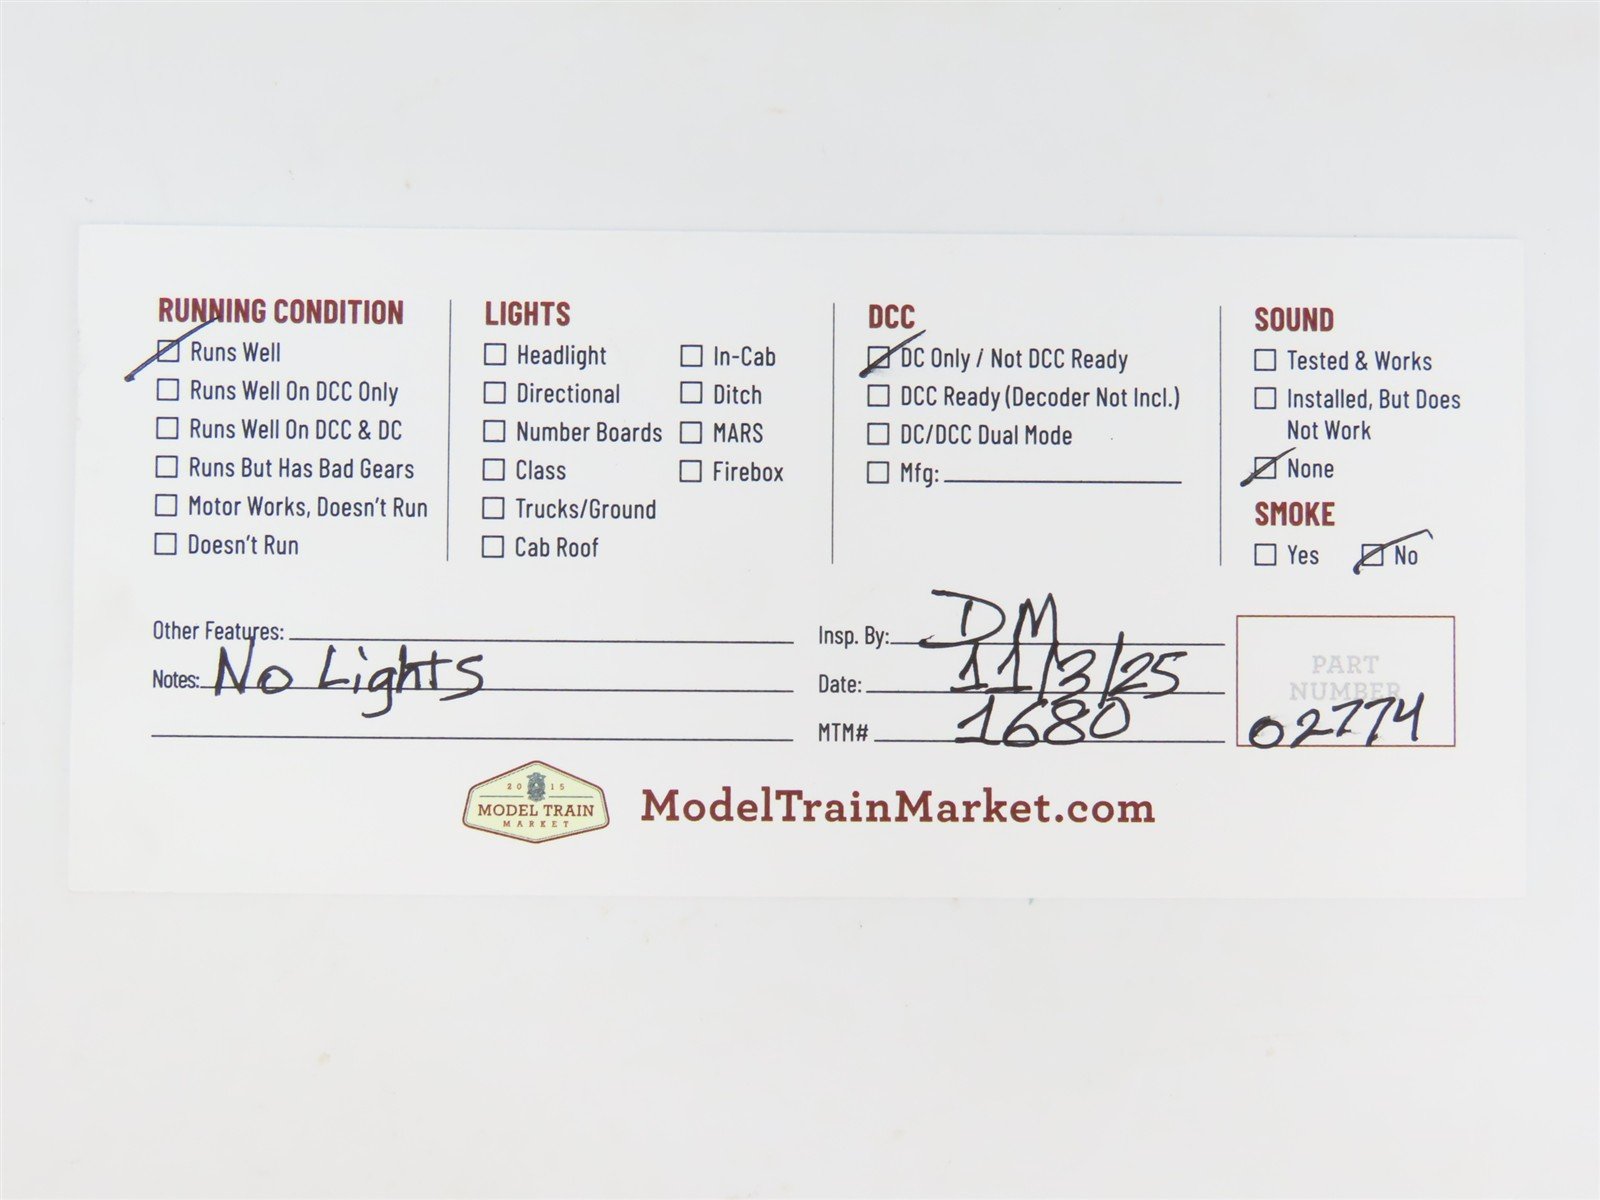 RUNNING CONDITION
Runs Well
Runs Well On DCC Only
Runs Well On DCC & DC
Runs But Has Bad Gears
Motor Works, Doesn't Run
Doesn't Run
LIGHTS
Headlight
Directional
Number Boards
Class
Trucks/Ground
Cab Roof
In-Cab
Ditch
MARS
Firebox
DCC
DC Only / Not DCC Ready
DCC Ready (Decoder Not Incl.)
DC/DCC Dual Mode
Mfg:
SOUND
Tested & Works
Installed, But Does
Not Work
None
SMOKE
Yes No
Other Features:
Notes: No Lights
Insp. By: DM
Date: 11/3/25
MTM# 1680
PART
NUMBER
02774
2015
MODEL TRAIN
MARKET
ModelTrainMarket.com